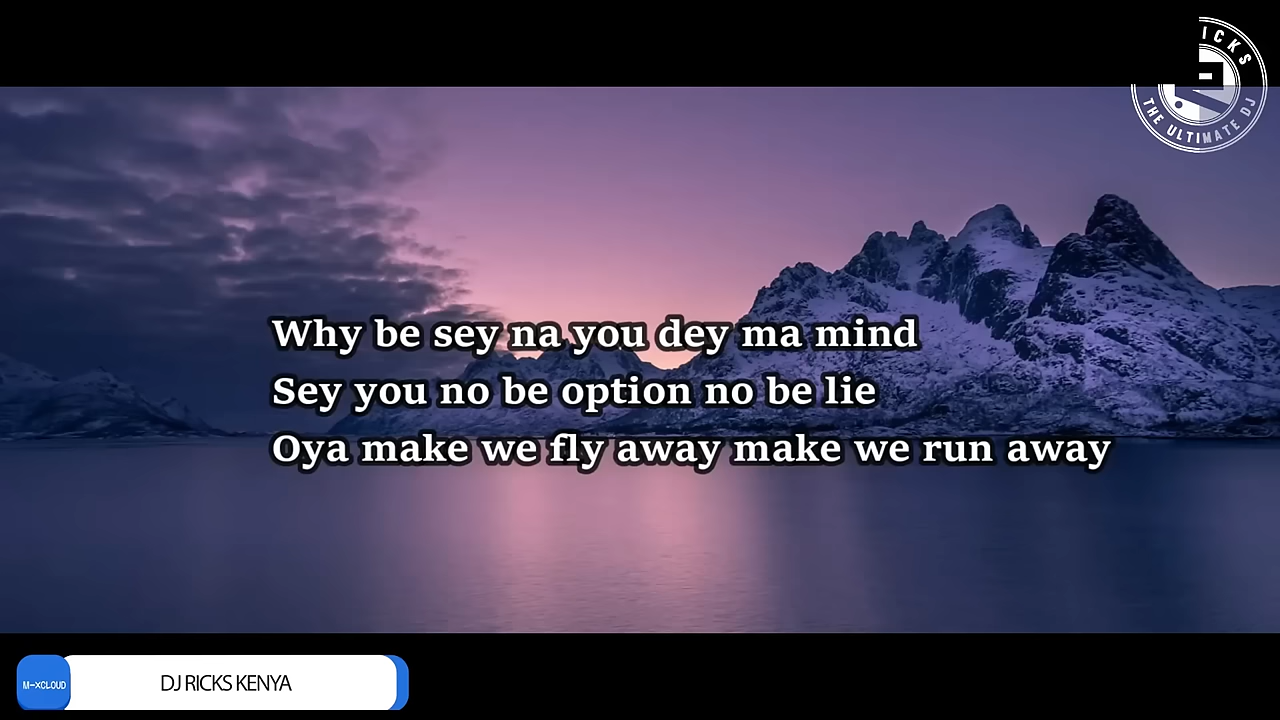 ICKS
THE ULTIMATE DJ
Why be sey na you dey ma mind
Sey you no be option no be lie
Oya make we fly away make we run away
M-XCLOUD
DJ RICKS KENYA